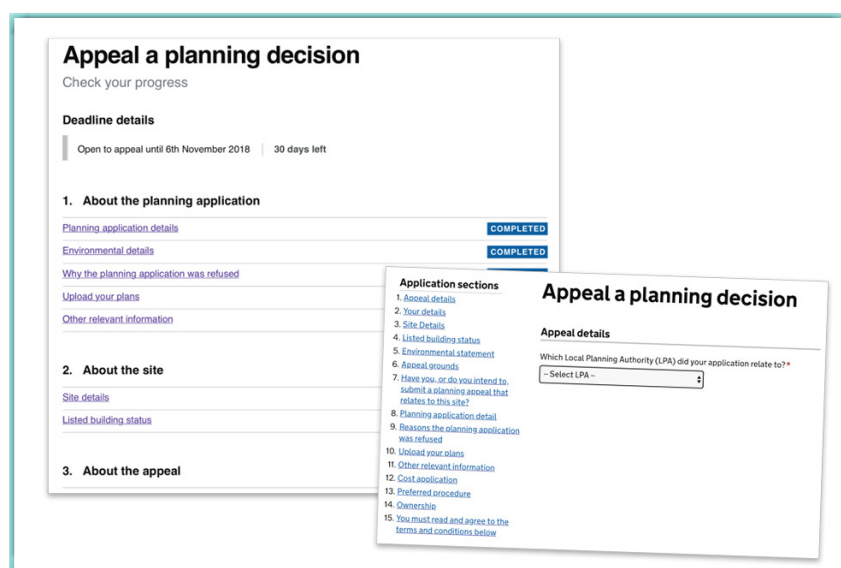 Appeal a planning decision
Check your progress
Deadline details
Open to appeal until 6th November 2018 30 days left
1. About the planning application
Planning application details COMPLETED
Environmental details COMPLETED
Why the planning application was refused
Upload your plans
Other relevant information
2. About the site
Site details
Listed building status
3. About the appeal
Application sections
1. Appeal details
2. Your details
3. Site Details
4. Listed building status
5. Environmental statement
6. Appeal grounds
7. Have you, or do you intend to,
submit a planning appeal that
relates to this site?
8. Planning application detail
9. Reasons the planning application
was refused
10. Upload your plans
11. Other relevant information
12. Cost application
13. Preferred procedure
14. Ownership
15. You must read and agree to the
terms and conditions below
Appeal a planning decision
Appeal details
Which Local Planning Authority (LPA) did your application relate to?*
-- Select LPA --